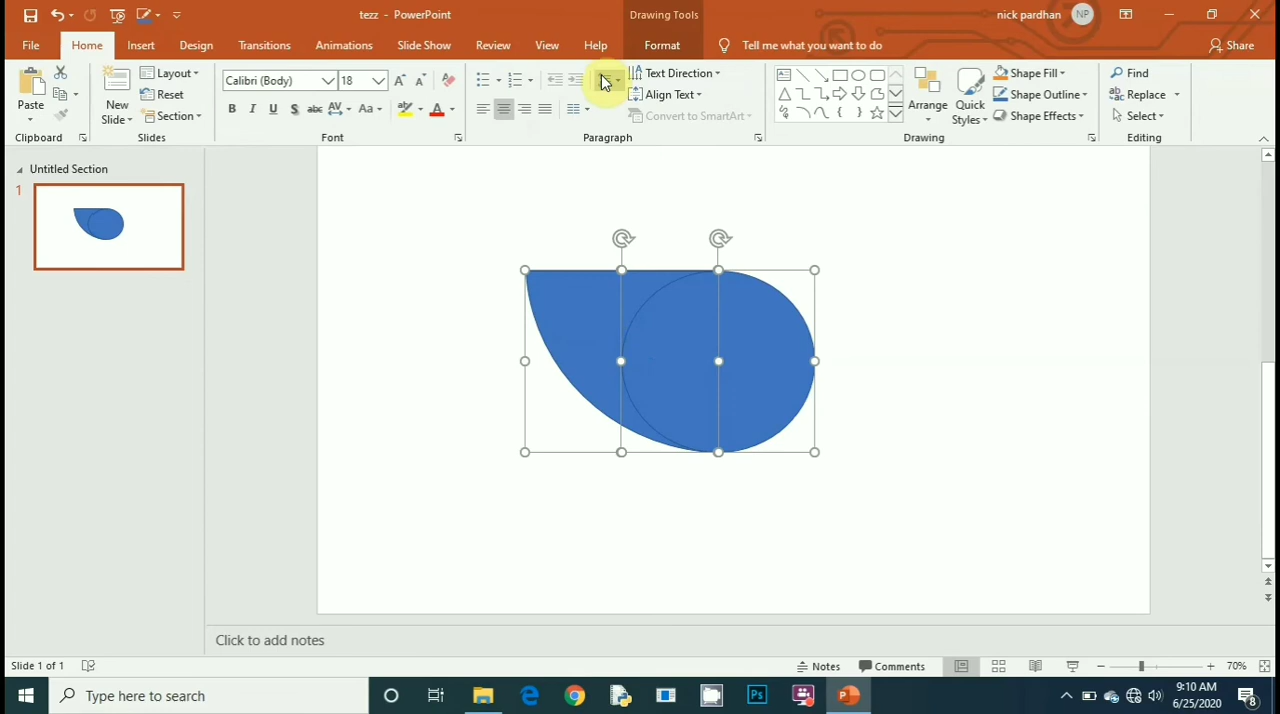 tezz - PowerPoint
Drawing Tools
nick pardhan
NP
File
Home
Insert
Design
Transitions
Animations
Slide Show
Review
View
Help
Format
Tell me what you want to do
Share
Paste
Clipboard
New
Slide
Layout
Reset
Section
Slides
Calibri (Body)
18
A A
B I U S abc AV Aa A
Font
Text Direction
Align Text
Convert to SmartArt
Paragraph
Arrange
Quick
Styles
Shape Fill
Shape Outline
Shape Effects
Drawing
Find
Replace
Select
Editing
Untitled Section
1
Click to add notes
Slide 1 of 1
Notes
Comments
70%
Type here to search
Ps
9:10 AM
6/25/2020
8